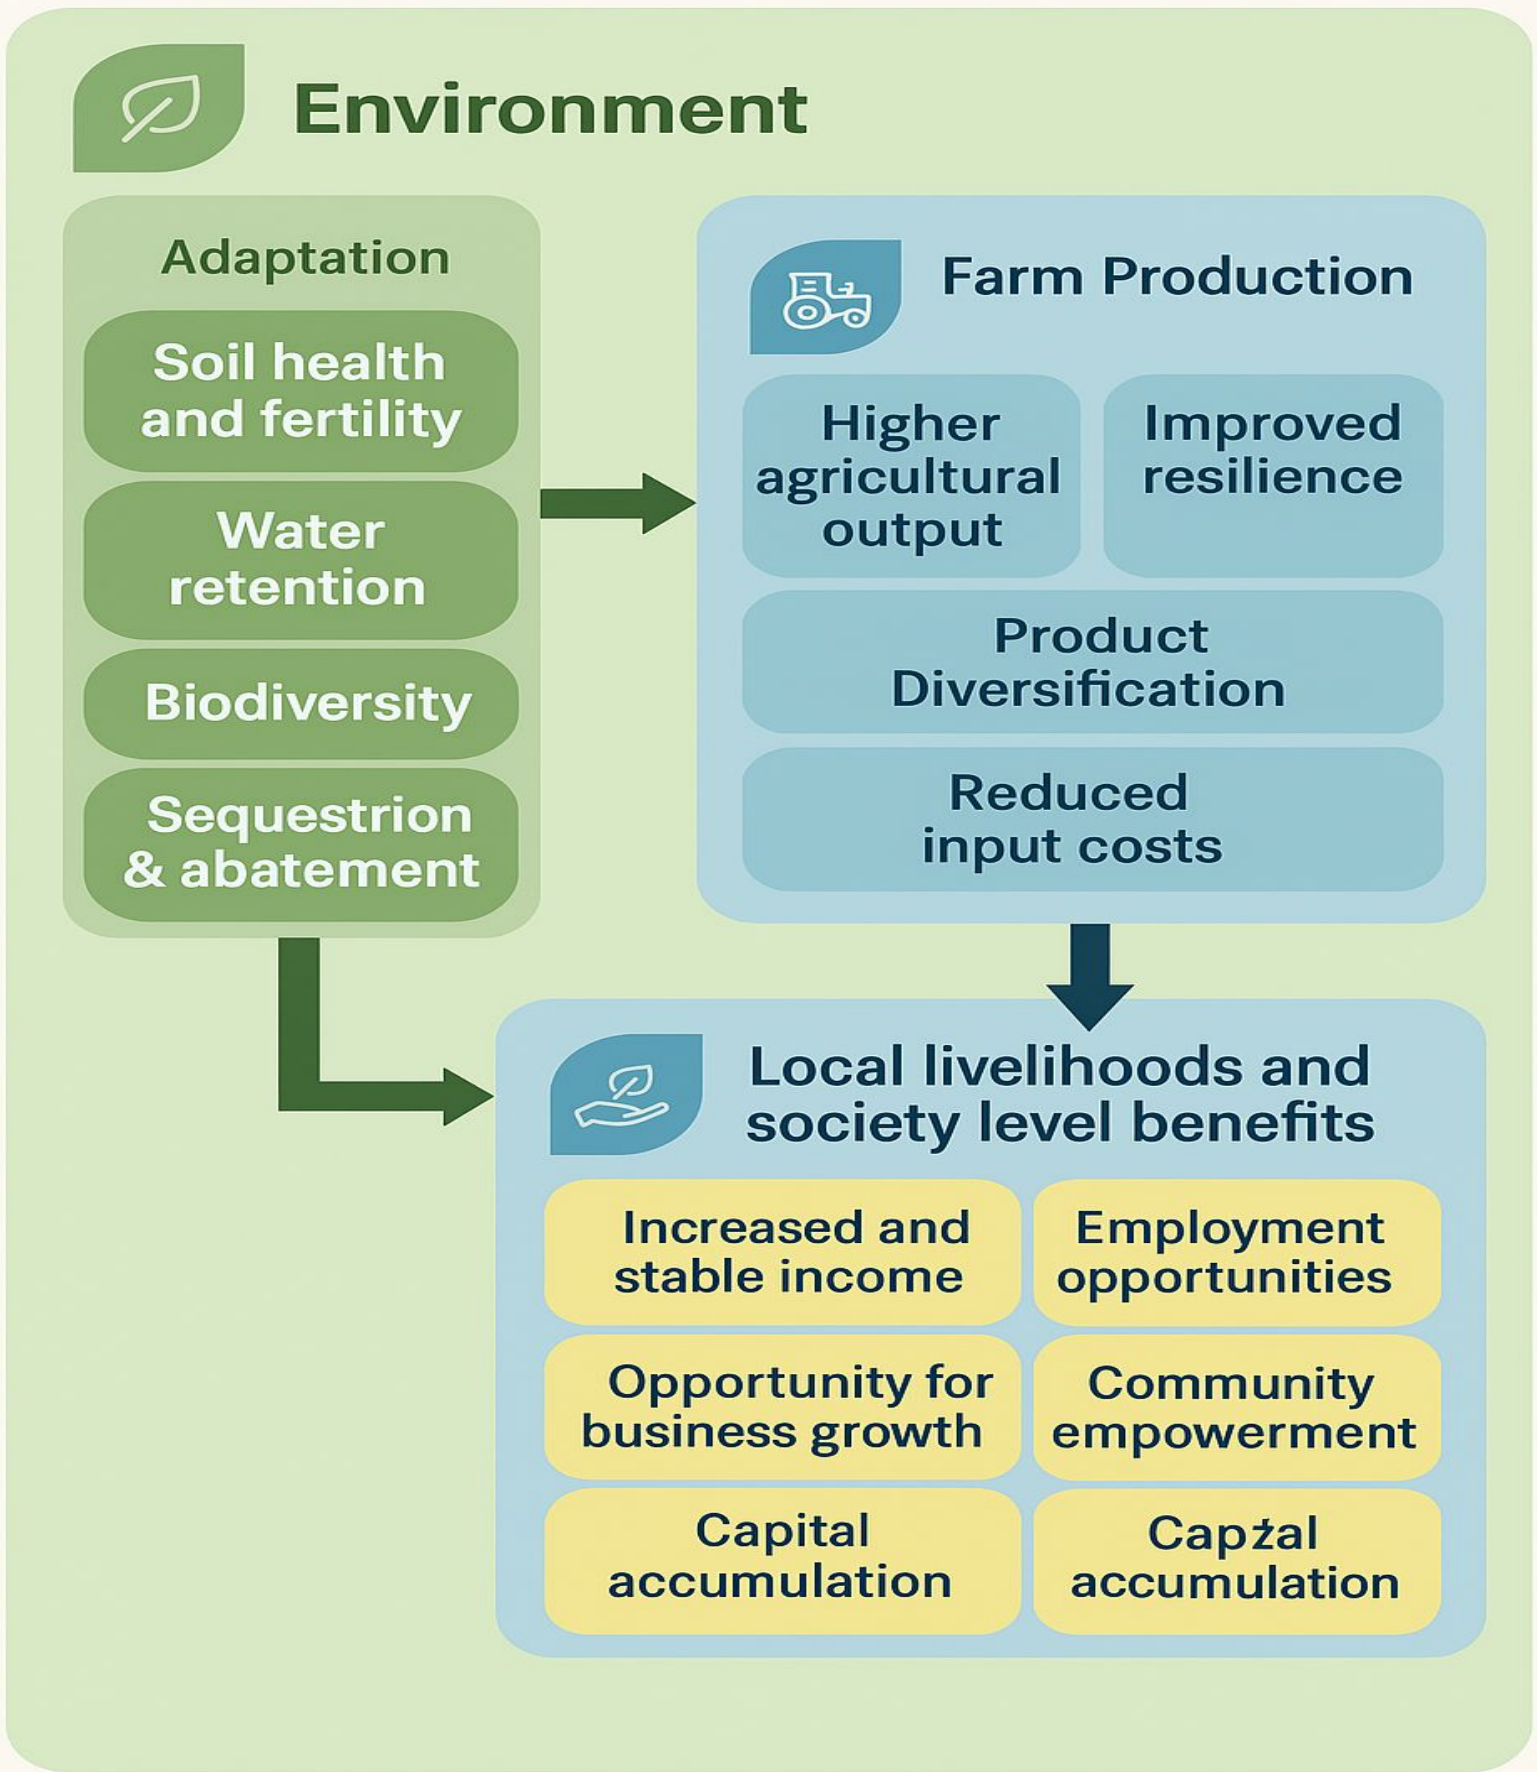 Environment
Adaptation
Soil health
and fertility
Water
retention
Biodiversity
Sequestrion
& abatement
Farm Production
Higher
agricultural
output
Improved
resilience
Product
Diversification
Reduced
input costs
Local livelihoods and
society level benefits
Increased and
stable income
Employment
opportunities
Opportunity for
business growth
Community
empowerment
Capital
accumulation
Capżal
accumulation